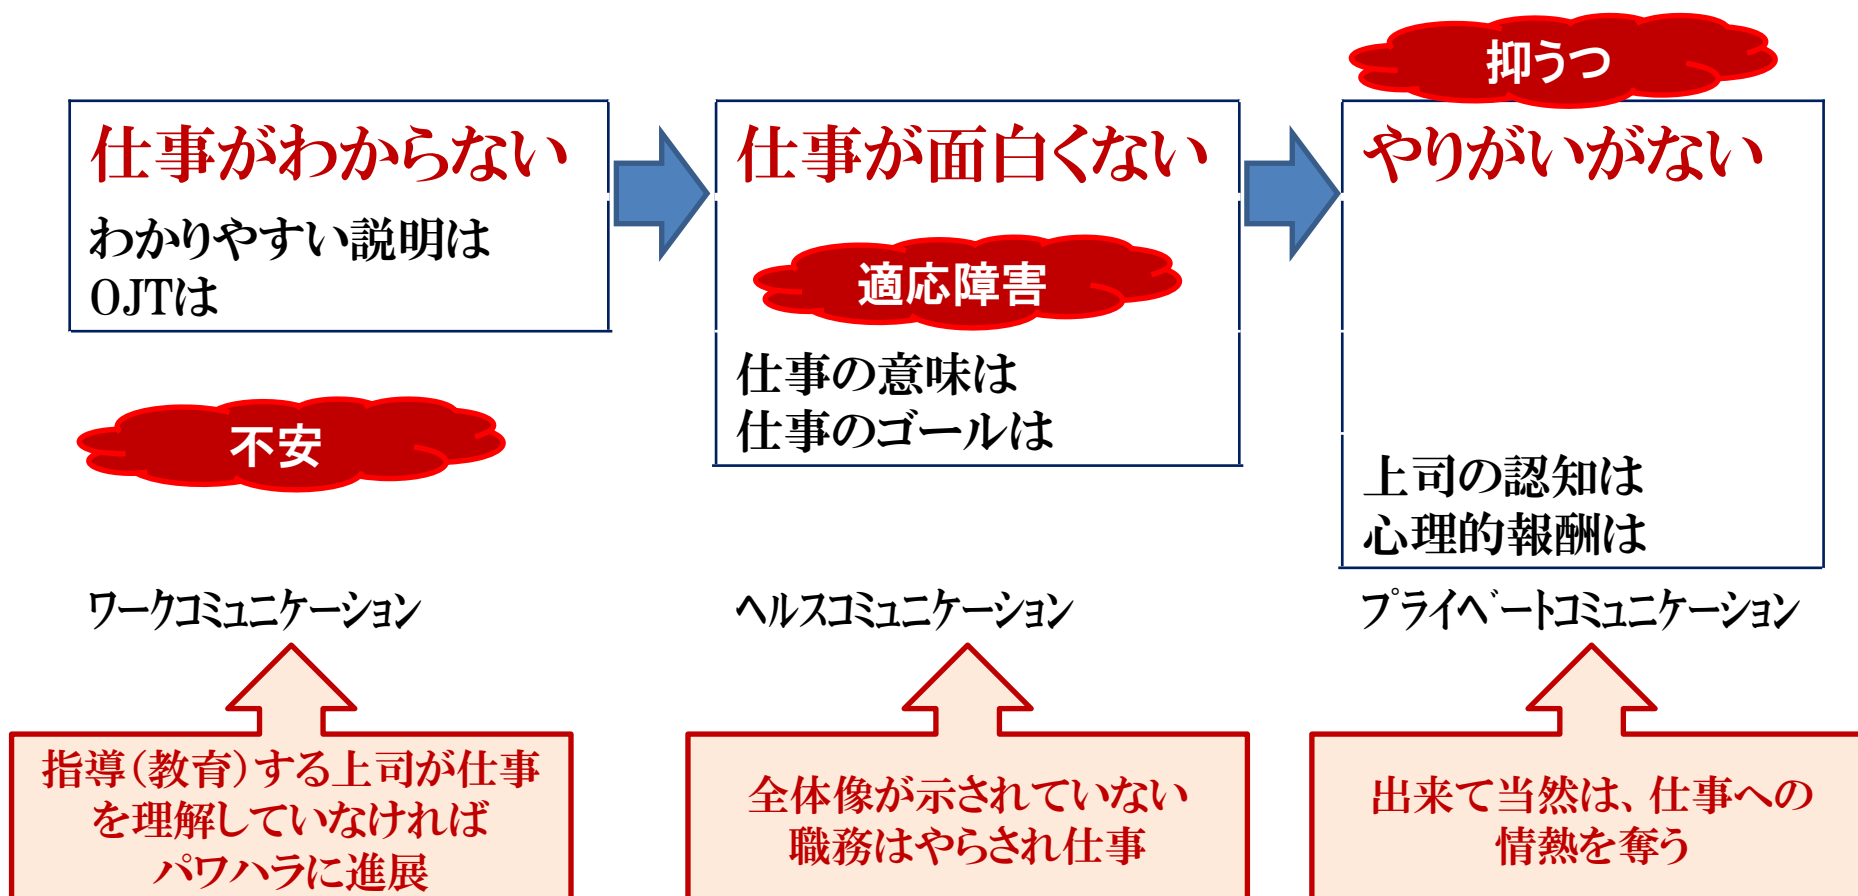 抑うつ
仕事がわからない
わかりやすい説明は
OJTは
不安
ワークコミュニケーション
指導(教育)する上司が仕事
を理解していなければ
パワハラに進展
仕事が面白くない
適応障害
仕事の意味は
仕事のゴールは
ヘルスコミュニケーション
全体像が示されていない
職務はやらされ仕事
やりがいがない
上司の認知は
心理的報酬は
プライベートコミュニケーション
出来て当然は、仕事への
情熱を奪う